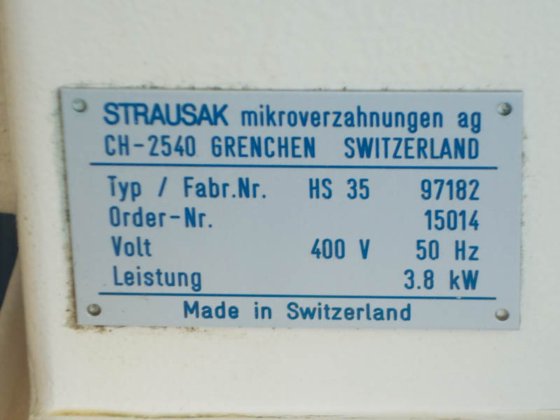 STRAUSAK mikroverzahnungen ag
CH-2540 GRENCHEN SWITZERLAND
Typ / Fabr.Nr. HS 35 97182
Order-Nr. 15014
Volt 400 V 50 Hz
Leistung 3.8 kW
Made in Switzerland